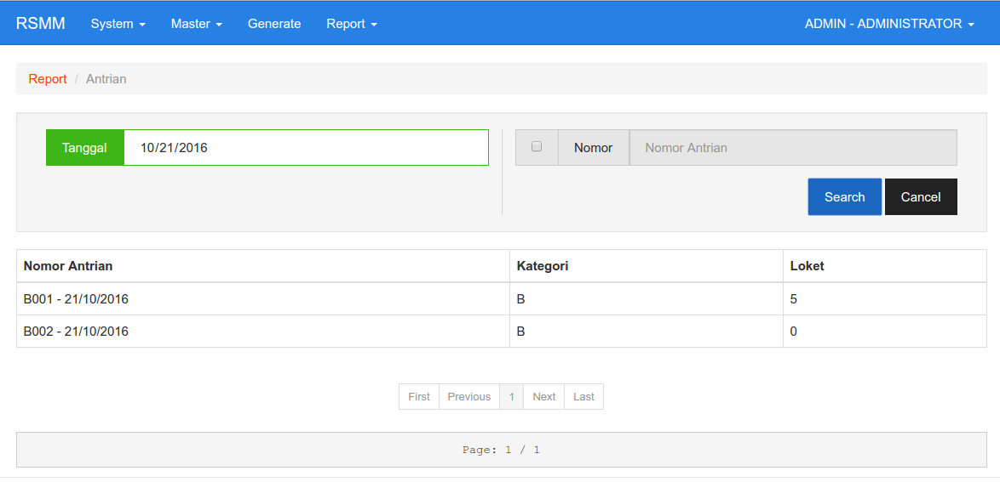 RSMM System Master Generate Report ADMIN - ADMINISTRATOR
Report / Antrian
Tanggal 10/21/2016 Nomor Nomor Antrian
Search Cancel
Nomor Antrian Kategori Loket
B001 - 21/10/2016 B 5
B002 - 21/10/2016 B 0
First Previous 1 Next Last
Page: 1 / 1